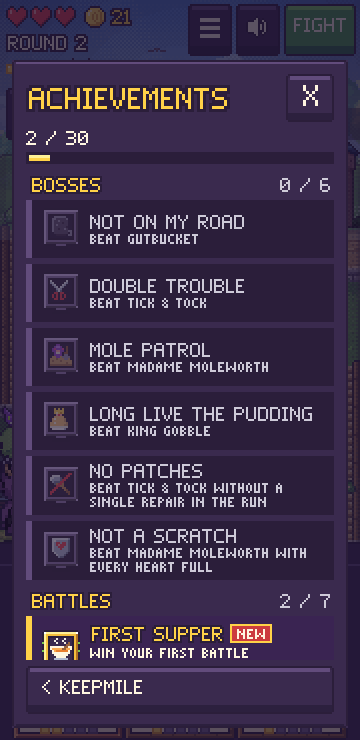 21
FIGHT
ROUND 2
ACHIEVEMENTS
X
2 / 30
BOSSES 0 / 6
NOT ON MY ROAD
BEAT GUTBUCKET
DOUBLE TROUBLE
BEAT TICK & TOCK
MOLE PATROL
BEAT MADAME MOLEWORTH
LONG LIVE THE PUDDING
BEAT KING GOBBLE
NO PATCHES
BEAT TICK & TOCK WITHOUT A
SINGLE REPAIR IN THE RUN
NOT A SCRATCH
BEAT MADAME MOLEWORTH WITH
EVERY HEART FULL
BATTLES 2 / 7
FIRST SUPPER NEW
WIN YOUR FIRST BATTLE
< KEEPMILE